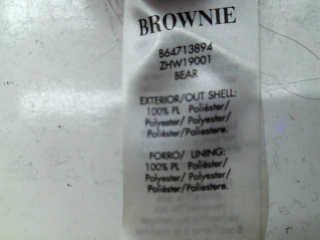 BROWNIE
B64713894
ZHW19001
BEAR
EXTERIOR/OUT SHELL:
100% PL Poliéster/
Polyester/ Polyester/
Poliéster/Poliestere.
FORRO/ LINING:
100% PL Poliéster/
Polyester/ Polyester/
Poliéster/Poliestere.